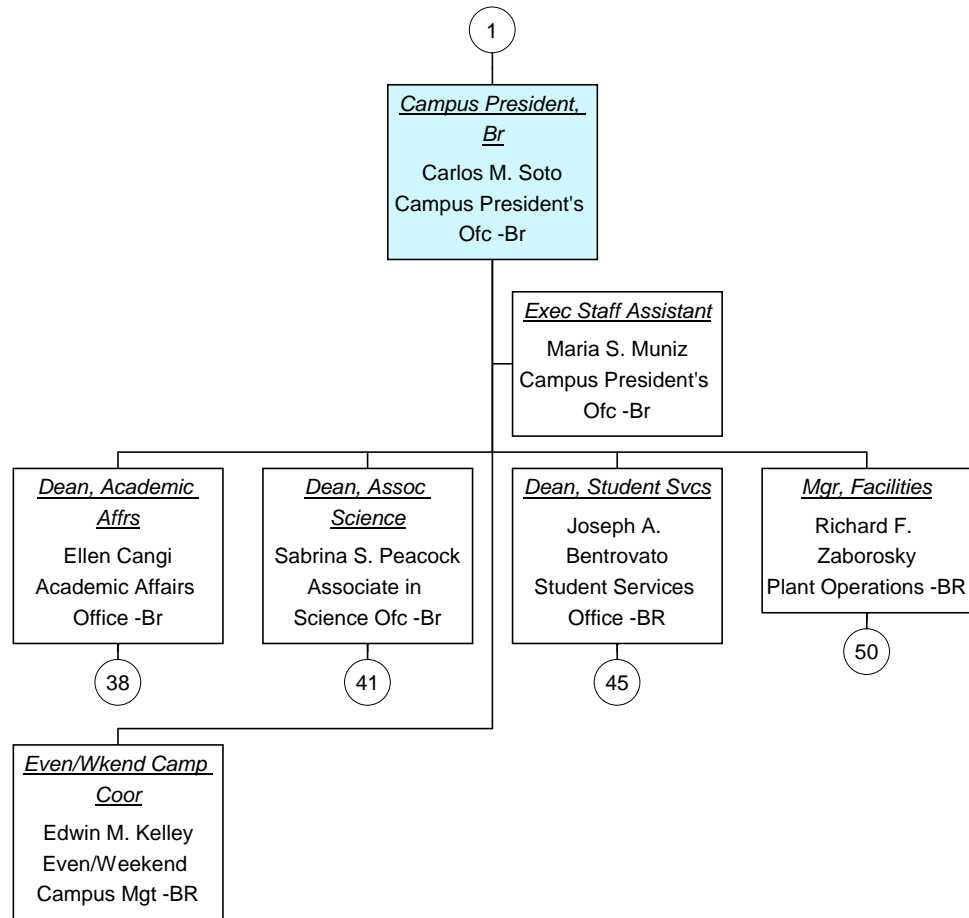 1
Campus President,
Br
Carlos M. Soto
Campus President's
Ofc -Br
Exec Staff Assistant
Maria S. Muniz
Campus President's
Ofc -Br
Dean, Academic
Affrs
Ellen Cangi
Academic Affairs
Office -Br
38
Dean, Assoc
Science
Sabrina S. Peacock
Associate in
Science Ofc -Br
41
Dean, Student Svcs
Joseph A.
Bentrovato
Student Services
Office -BR
45
Mgr, Facilities
Richard F.
Zaborosky
Plant Operations -BR
50
Even/Wkend Camp
Coor
Edwin M. Kelley
Even/Weekend
Campus Mgt -BR